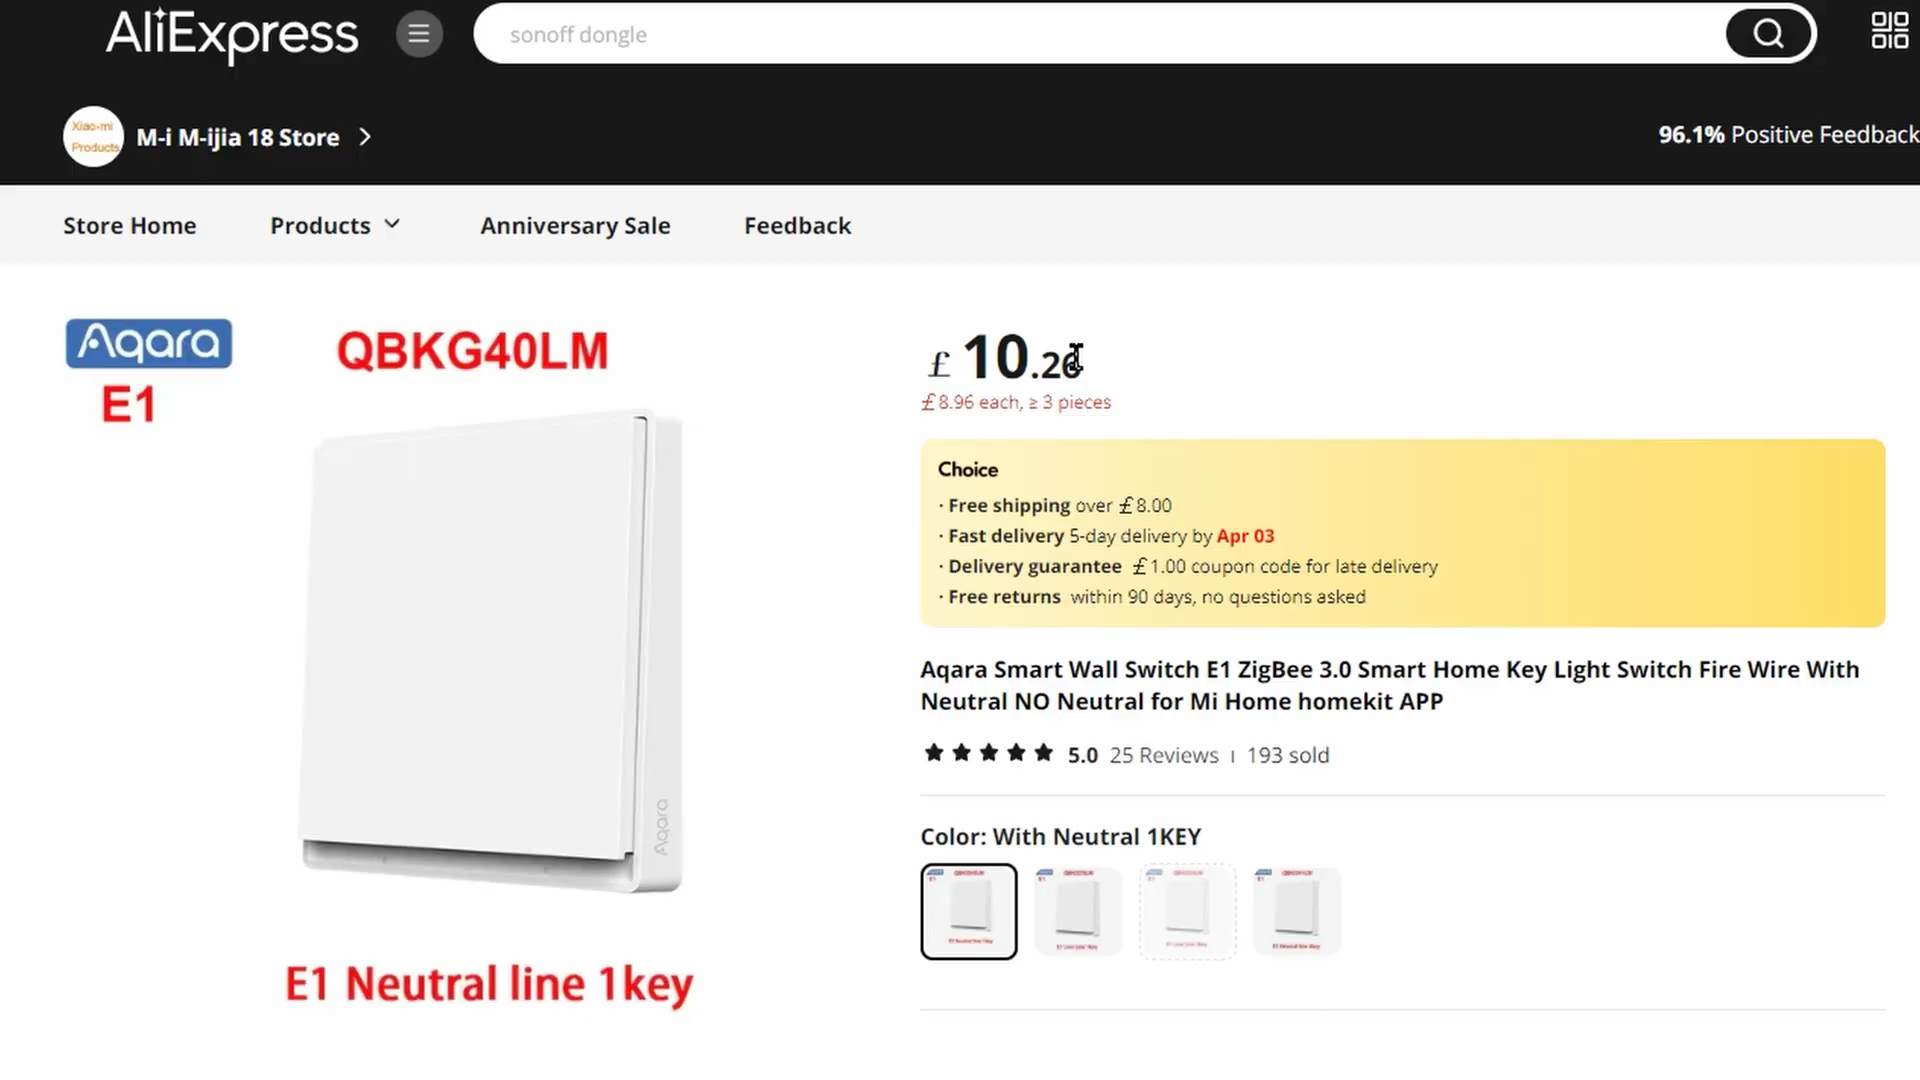 AliExpress
sonoff dongle
Xiao-mi
Products
M-i M-ijia 18 Store
96.1% Positive Feedback
Store Home
Products
Anniversary Sale
Feedback
Aqara
E1
QBKG40LM
Aqara
E1 Neutral line 1key
£ 10.26
£8.96 each, ≥ 3 pieces
Choice
· Free shipping over £8.00
· Fast delivery 5-day delivery by Apr 03
· Delivery guarantee £1.00 coupon code for late delivery
· Free returns within 90 days, no questions asked
Aqara Smart Wall Switch E1 ZigBee 3.0 Smart Home Key Light Switch Fire Wire With
Neutral NO Neutral for Mi Home homekit APP
5.0 25 Reviews | 193 sold
Color: With Neutral 1KEY